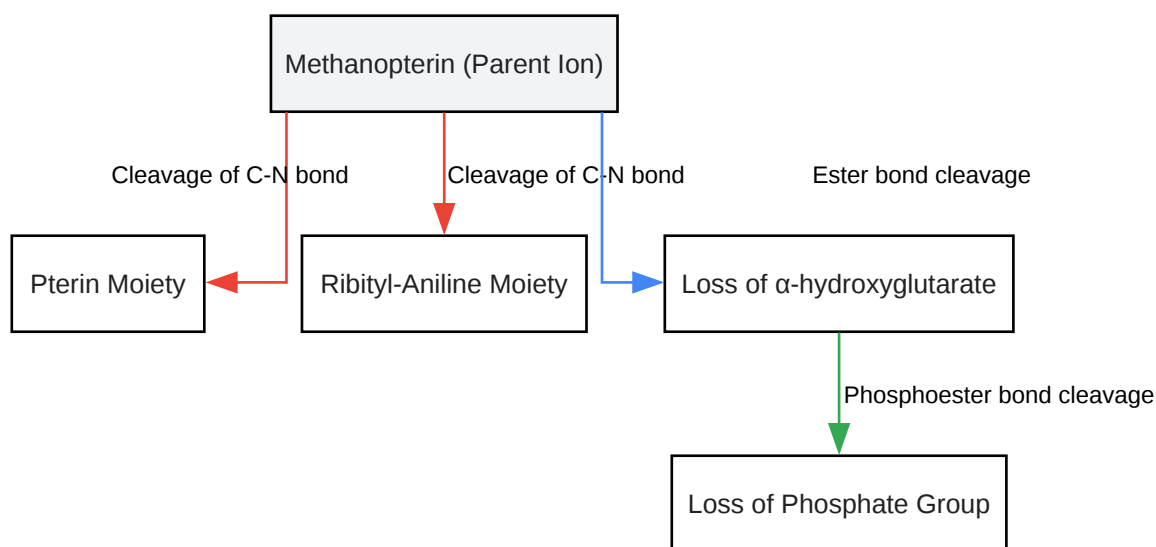 Methanopterin (Parent Ion)
Cleavage of C-N bond
Cleavage of C-N bond
Ester bond cleavage
Pterin Moiety
Ribityl-Aniline Moiety
Loss of α-hydroxyglutarate
Phosphoester bond cleavage
Loss of Phosphate Group